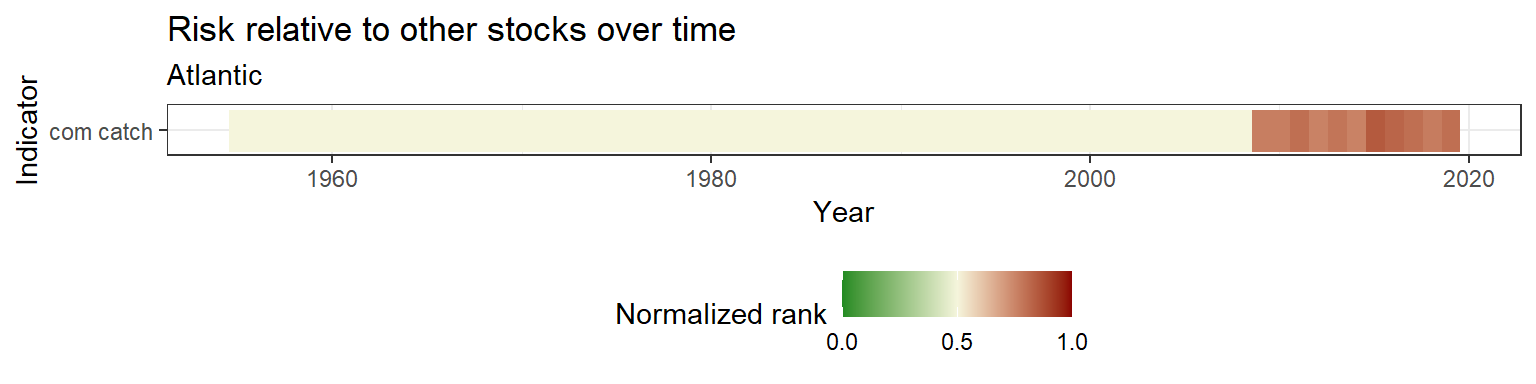 Risk relative to other stocks over time
Atlantic
Indicator
com catch
1960 1980 2000 2020
Year
Normalized rank
0.0 0.5 1.0